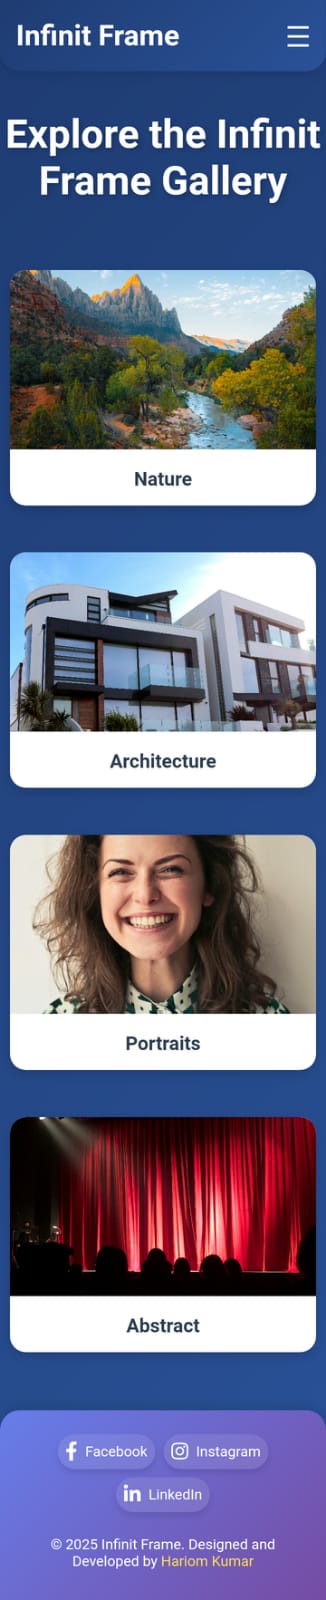 Infinit Frame
Explore the Infinit
Frame Gallery
Nature
Architecture
Portraits
Abstract
Facebook
Instagram
LinkedIn
© 2025 Infinit Frame. Designed and
Developed by Hariom Kumar